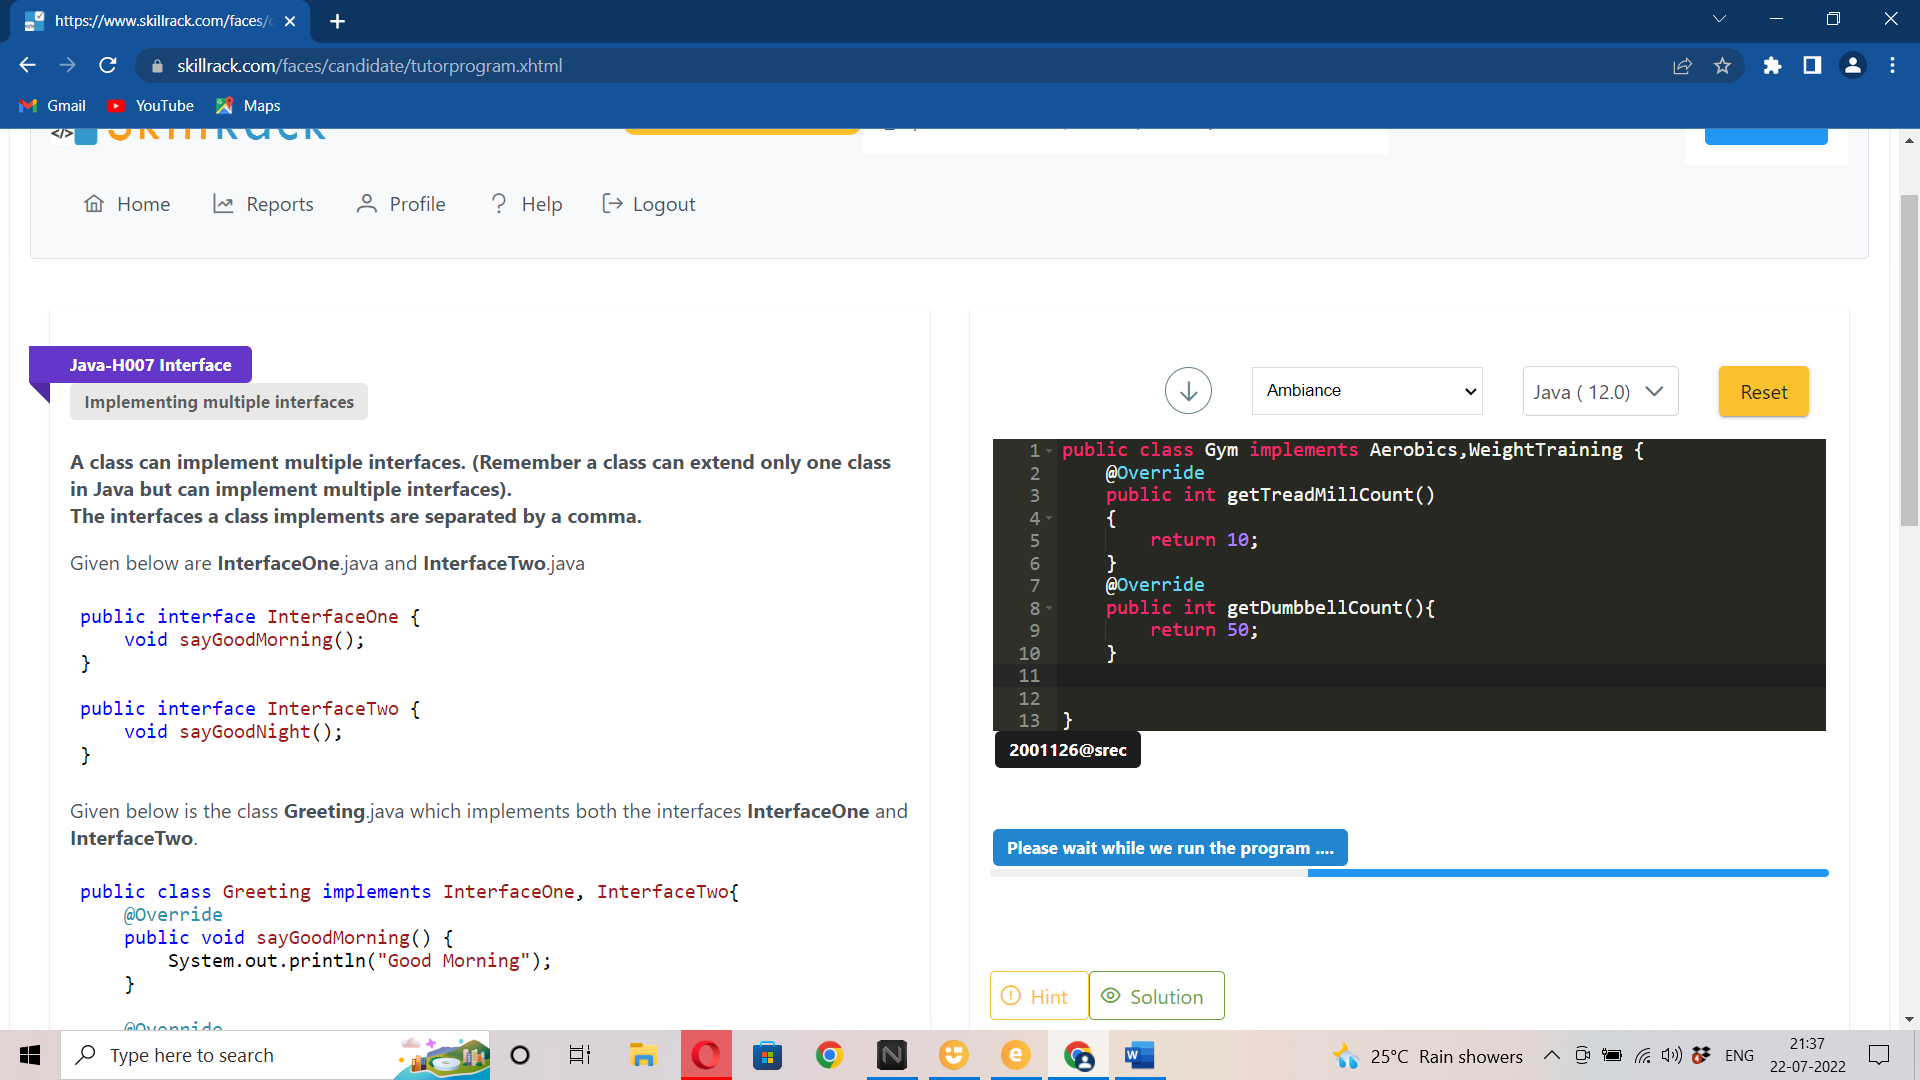 https://www.skillrack.com/faces/c
skillrack.com/faces/candidate/tutorprogram.xhtml
Gmail YouTube Maps
SkillRack
Home Reports Profile Help Logout
Java-H007 Interface
Implementing multiple interfaces
A class can implement multiple interfaces. (Remember a class can extend only one class
in Java but can implement multiple interfaces).
The interfaces a class implements are separated by a comma.
Given below are InterfaceOne.java and InterfaceTwo.java
public interface InterfaceOne {
    void sayGoodMorning();
}
public interface InterfaceTwo {
    void sayGoodNight();
}
Given below is the class Greeting.java which implements both the interfaces InterfaceOne and
InterfaceTwo.
public class Greeting implements InterfaceOne, InterfaceTwo{
    @Override
    public void sayGoodMorning() {
        System.out.println("Good Morning");
    }
    @Override
Ambiance Java ( 12.0) Reset
1 public class Gym implements Aerobics,WeightTraining {
2     @Override
3     public int getTreadMillCount()
4     {
5         return 10;
6     }
7     @Override
8     public int getDumbbellCount(){
9         return 50;
10     }
11
12
13 }
2001126@srec
Please wait while we run the program ....
Hint Solution
Type here to search
25°C Rain showers ENG 21:37
22-07-2022